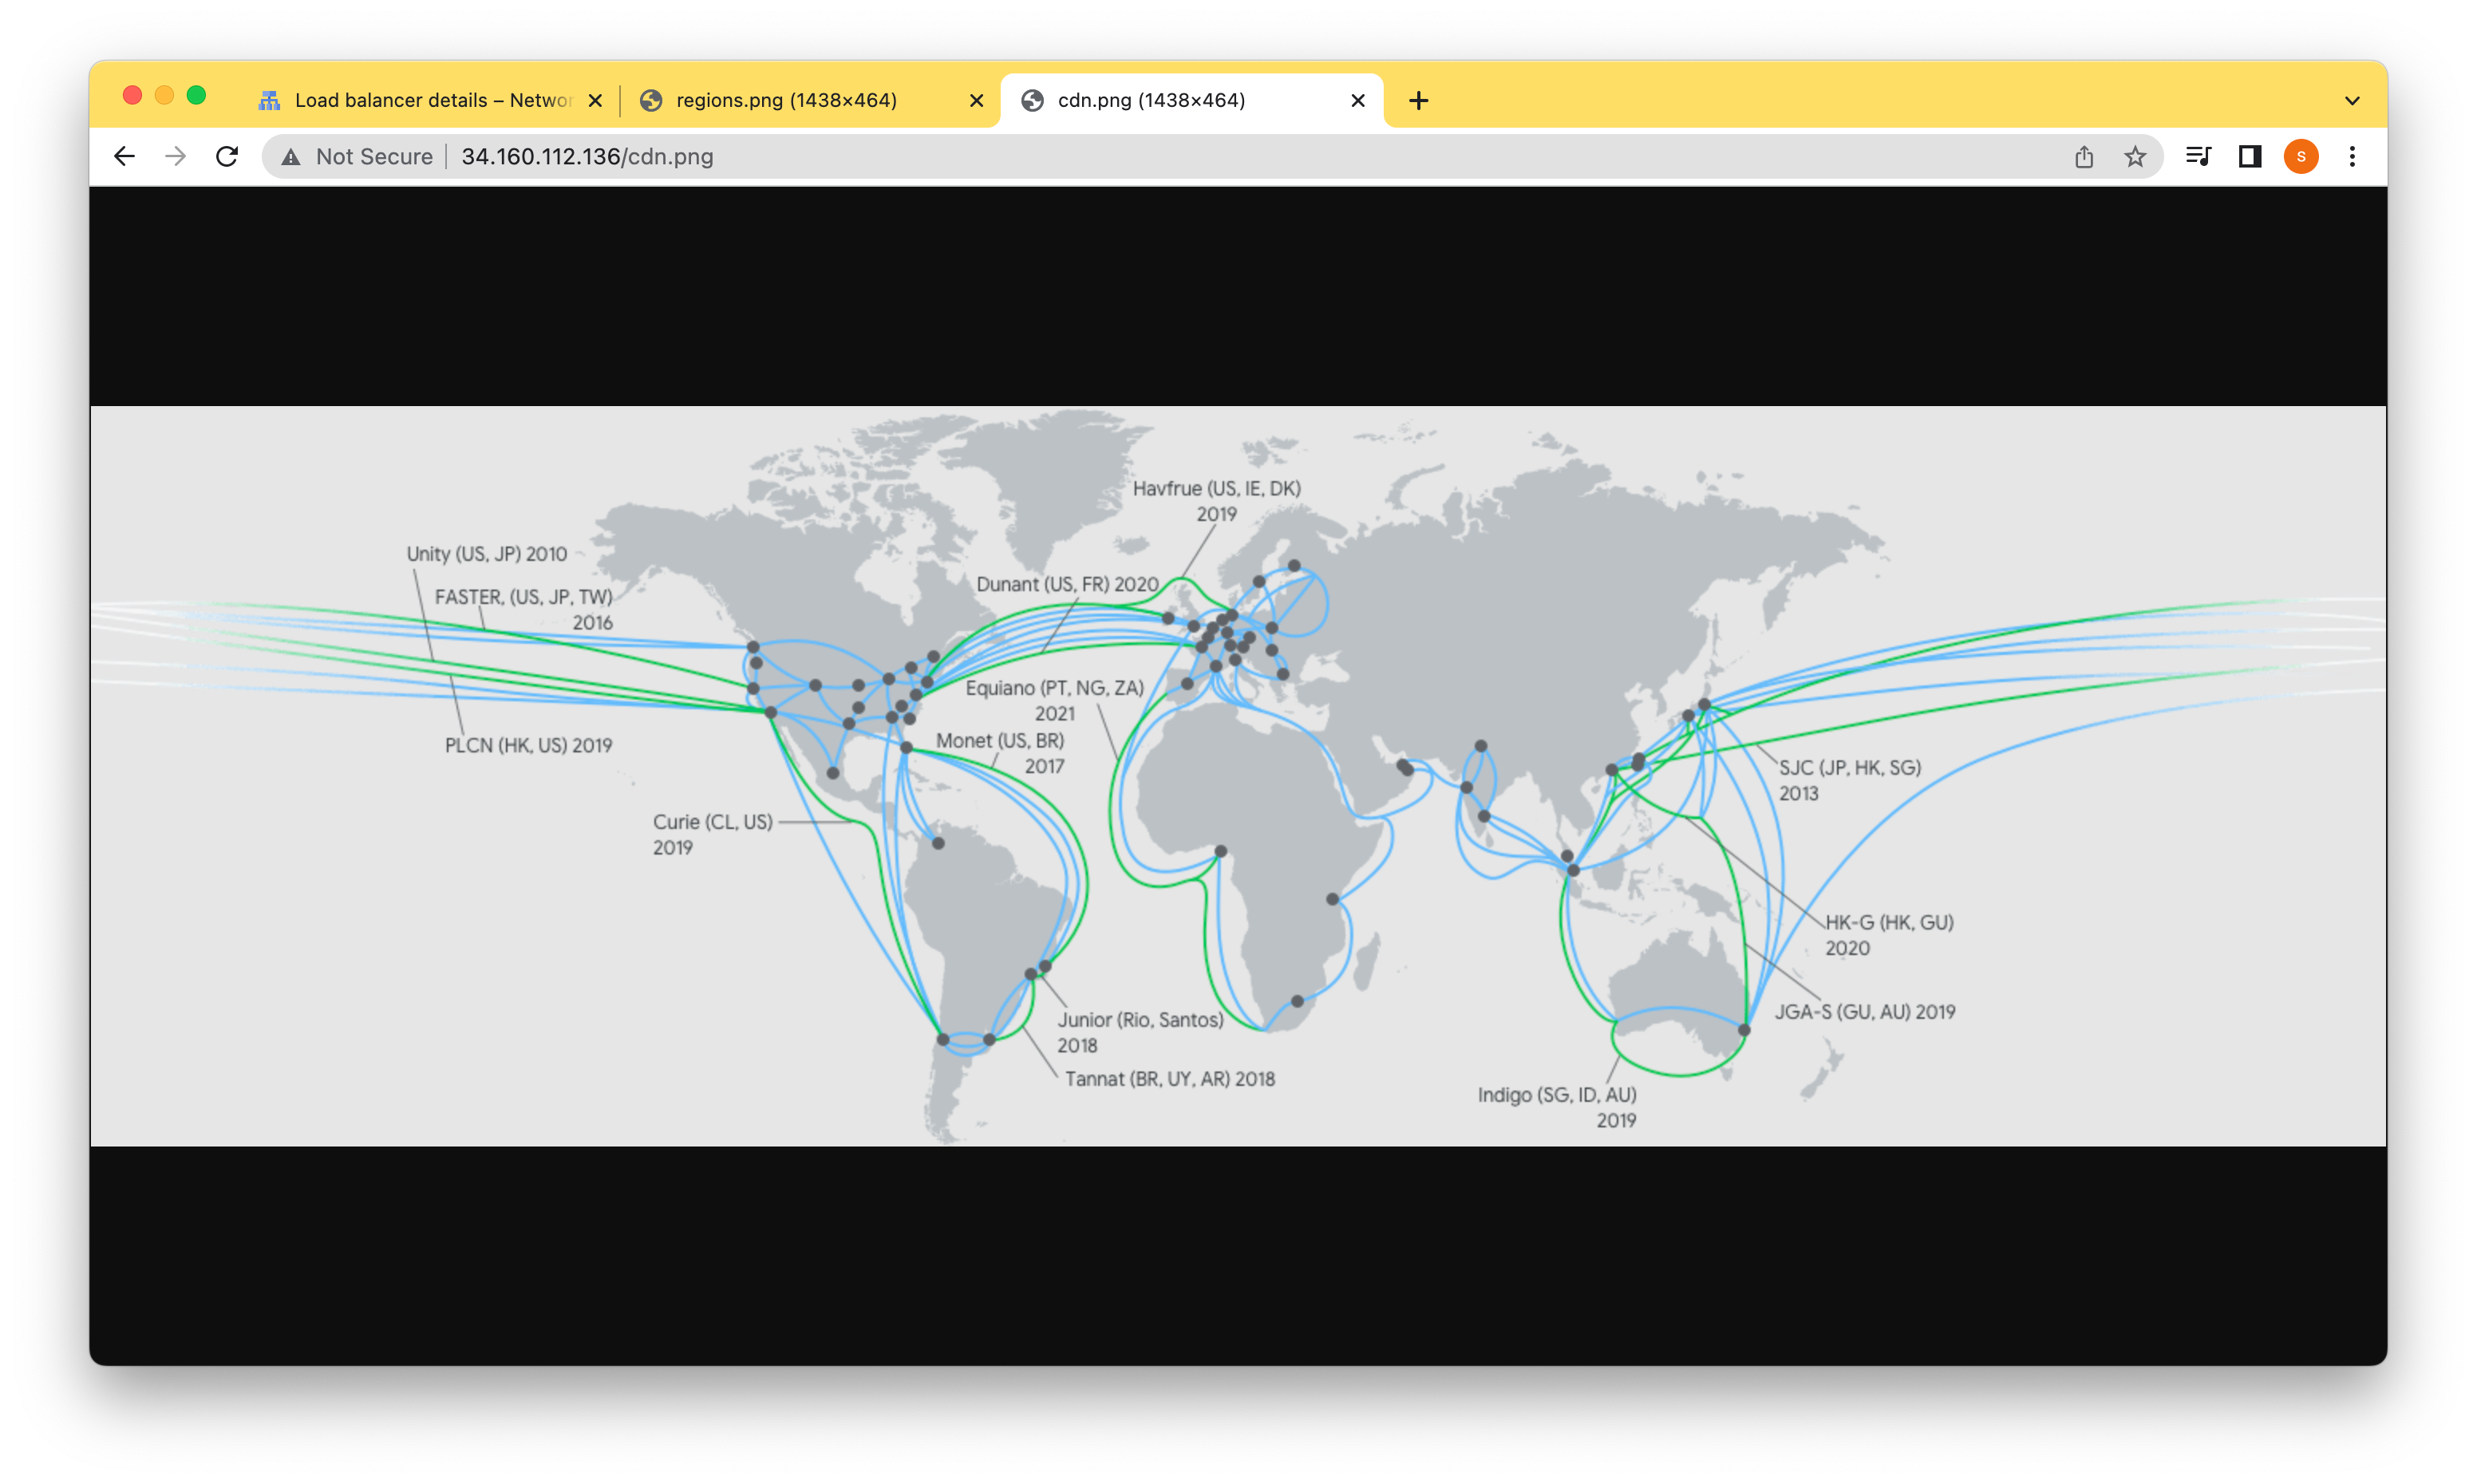 Load balancer details – Networ
regions.png (1438×464)
cdn.png (1438×464)
Not Secure
34.160.112.136/cdn.png
S
Havfrue (US, IE, DK)
2019
Unity (US, JP) 2010
Dunant (US, FR) 2020
FASTER, (US, JP, TW)
2016
Equiano (PT, NG, ZA)
2021
PLCN (HK, US) 2019
Monet (US, BR)
2017
SJC (JP, HK, SG)
2013
Curie (CL, US)
2019
HK-G (HK, GU)
2020
JGA-S (GU, AU) 2019
Junior (Rio, Santos)
2018
Tannat (BR, UY, AR) 2018
Indigo (SG, ID, AU)
2019